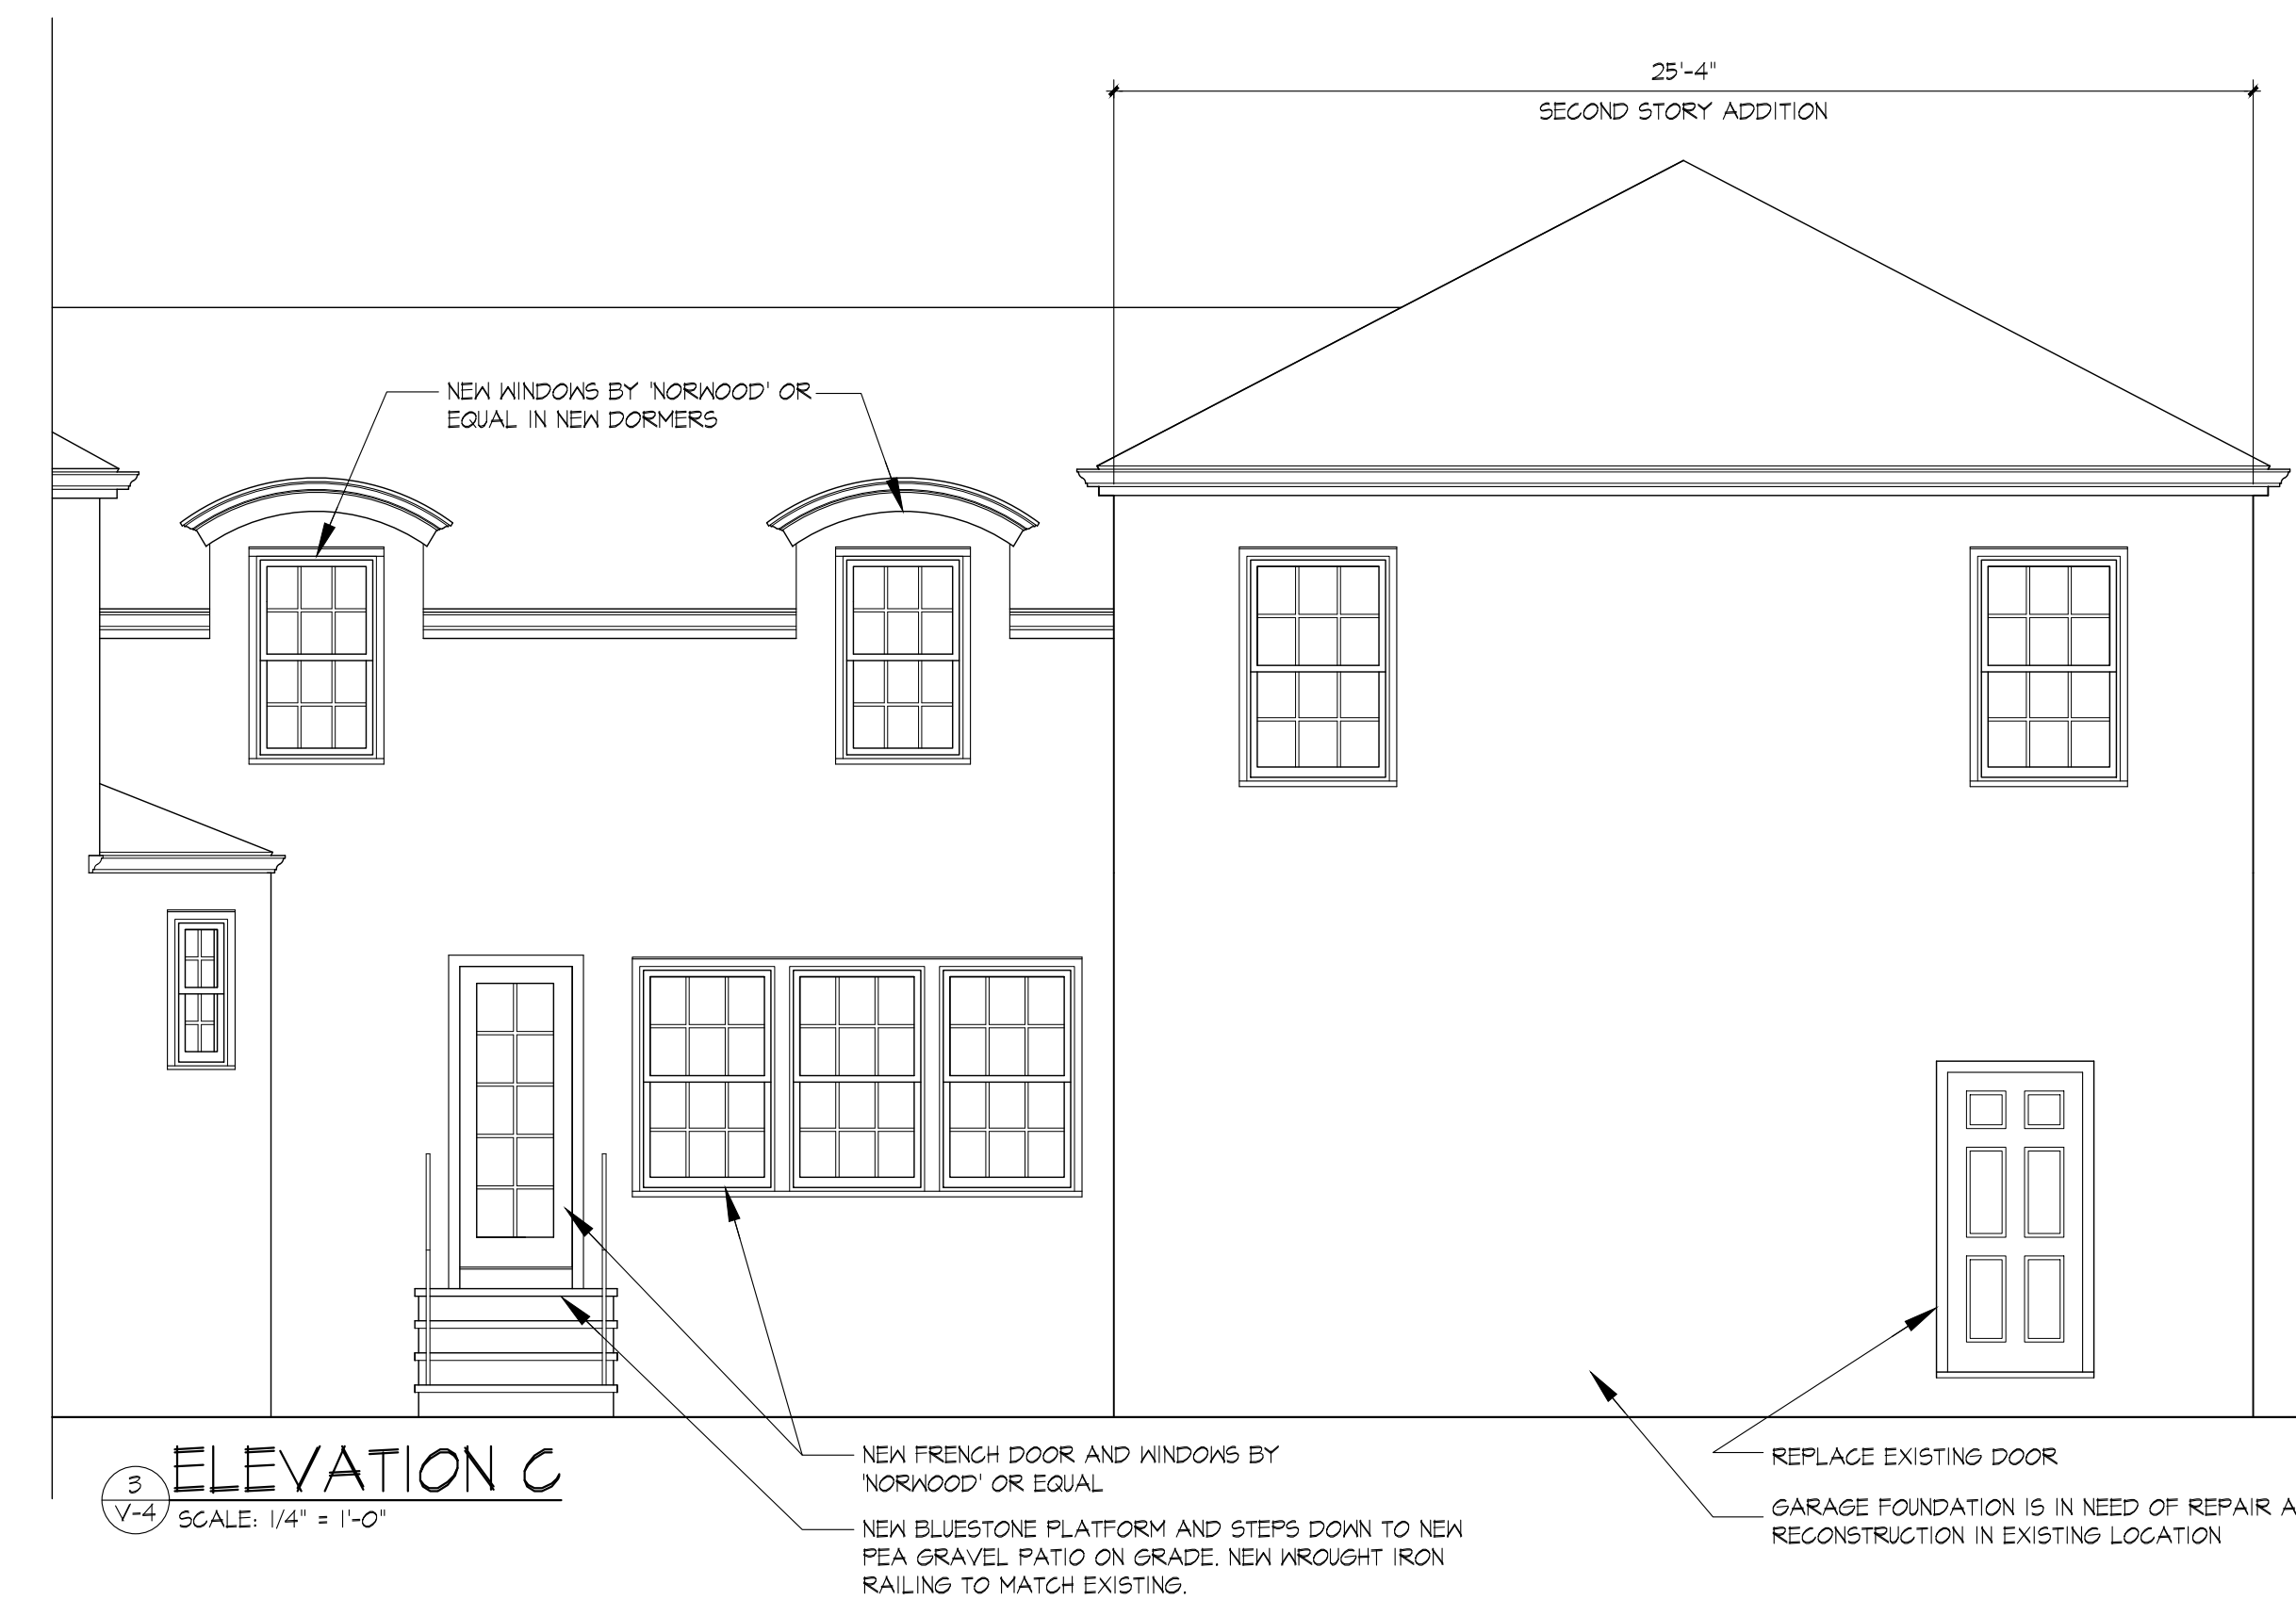 25'-4"
SECOND STORY ADDITION
NEW WINDOWS BY 'NORWOOD' OR
EQUAL IN NEW DORMERS
NEW FRENCH DOOR AND WINDOWS BY
'NORWOOD' OR EQUAL
NEW BLUESTONE PLATFORM AND STEPS DOWN TO NEW
PEA GRAVEL PATIO ON GRADE. NEW WROUGHT IRON
RAILING TO MATCH EXISTING.
REPLACE EXISTING DOOR
GARAGE FOUNDATION IS IN NEED OF REPAIR
RECONSTRUCTION IN EXISTING LOCATION
3
V-4
ELEVATION C
SCALE: 1/4" = 1'-0"